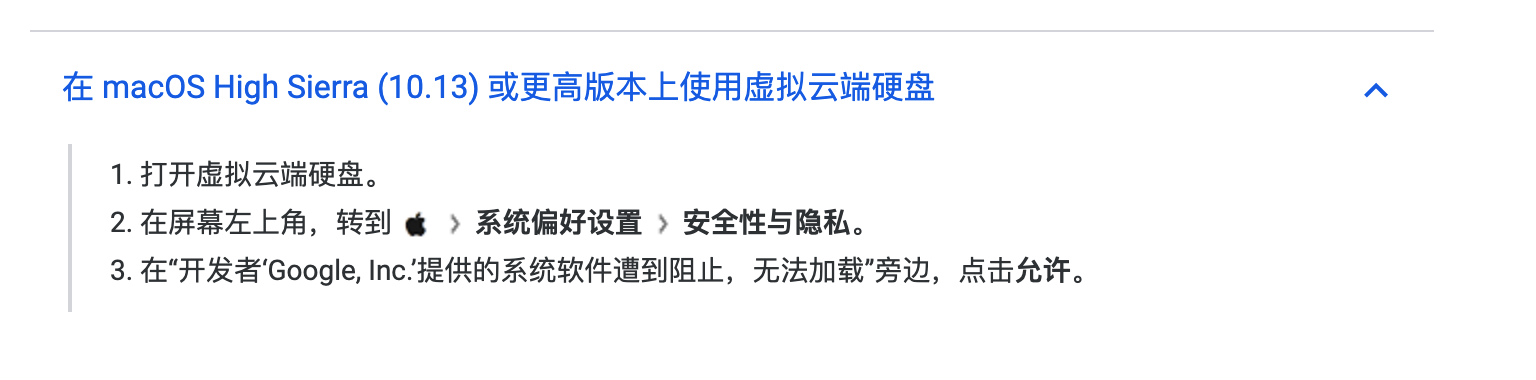 在 macOS High Sierra (10.13) 或更高版本上使用虚拟云端硬盘
1. 打开虚拟云端硬盘。
2. 在屏幕左上角，转到 > 系统偏好设置 > 安全性与隐私。
3. 在“开发者‘Google, Inc.’提供的系统软件遭到阻止，无法加载”旁边，点击允许。